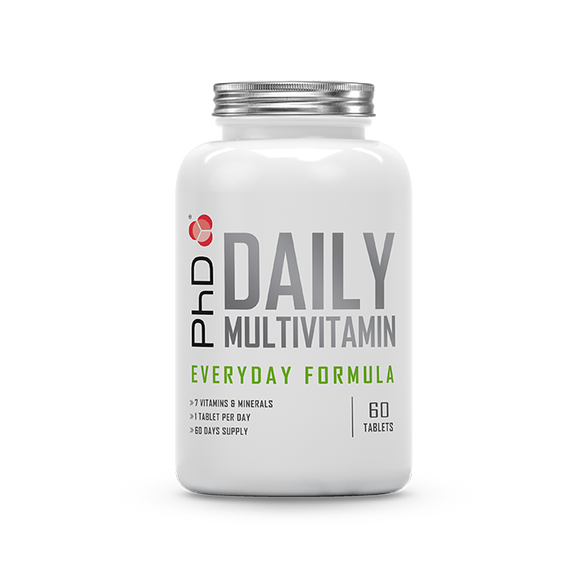 PhD®
DAILY
MULTIVITAMIN
EVERYDAY FORMULA
» 7 VITAMINS & MINERALS
» 1 TABLET PER DAY
» 60 DAYS SUPPLY
60
TABLETS